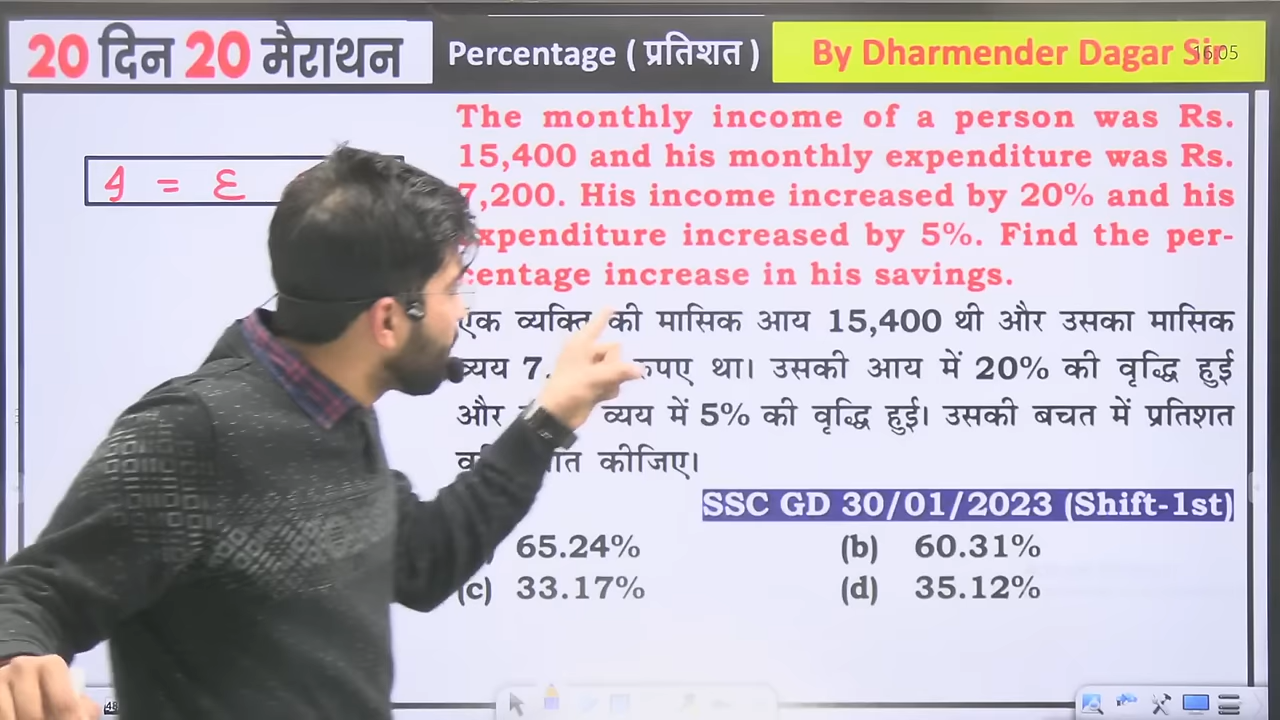 20 दिन 20 मैराथन
Percentage ( प्रतिशत )
By Dharmender Dagar Sir
16:05
The monthly income of a person was Rs.
15,400 and his monthly expenditure was Rs.
7,200. His income increased by 20% and his
expenditure increased by 5%. Find the per-
centage increase in his savings.
I = E
एक व्यक्ति की मासिक आय 15,400 थी और उसका मासिक
व्यय 7. रुपए था। उसकी आय में 20% की वृद्धि हुई
और व्यय में 5% की वृद्धि हुई। उसकी बचत में प्रतिशत
कीजिए।
SSC GD 30/01/2023 (Shift-1st)
65.24%
(b) 60.31%
(c) 33.17%
(d) 35.12%
48